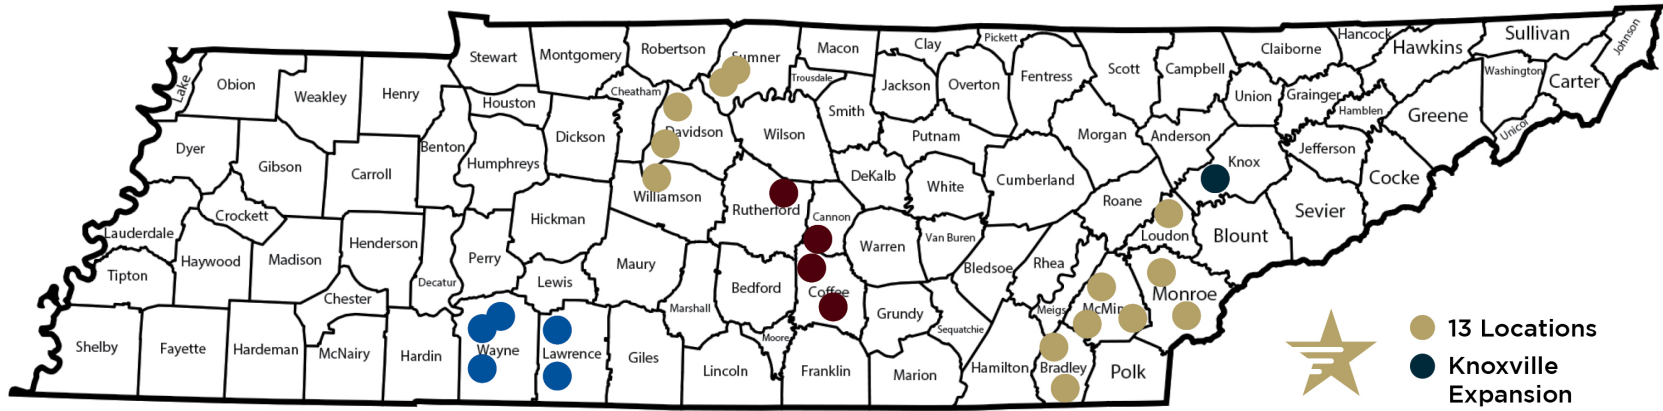 Stewart
Montgomery
Robertson
Sumner
Macon
Clay
Pickett
Fentress
Scott
Campbell
Claiborne
Hancock
Hawkins
Sullivan
Johnson
Lake
Obion
Weakley
Henry
Houston
Cheatham
Trousdale
Jackson
Overton
Union
Grainger
Hamblen
Washington
Carter
Greene
Unicoi
Dyer
Gibson
Carroll
Benton
Humphreys
Dickson
Davidson
Wilson
Smith
Putnam
Morgan
Anderson
Knox
Jefferson
Cocke
Crockett
Lauderdale
Haywood
Madison
Henderson
Decatur
Perry
Hickman
Williamson
Rutherford
Cannon
DeKalb
White
Cumberland
Roane
Loudon
Blount
Sevier
Tipton
Chester
Lewis
Maury
Marshall
Bedford
Coffee
Warren
Van Buren
Bledsoe
Rhea
Meigs
McMin
Monroe
Shelby
Fayette
Hardeman
McNairy
Hardin
Wayne
Lawrence
Giles
Lincoln
Moore
Franklin
Grundy
Sequatchie
Marion
Hamilton
Bradley
Polk
13 Locations
Knoxville
Expansion